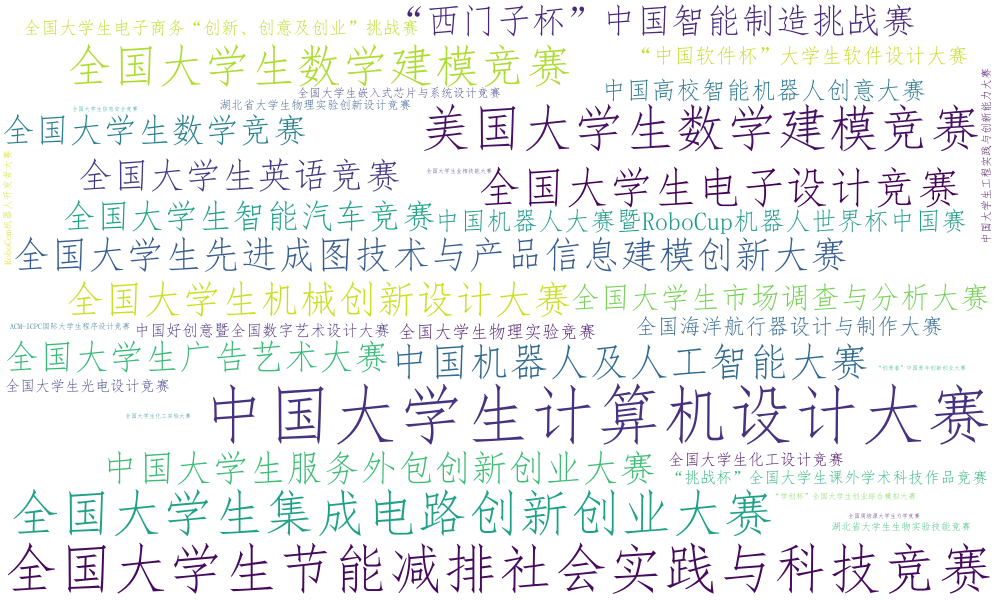 全国大学生电子商务“创新、创意及创业”挑战赛
“西门子杯”中国智能制造挑战赛
全国大学生数学建模竞赛
“中国软件杯”大学生软件设计大赛
全国大学生嵌入式芯片与系统设计竞赛
中国高校智能机器人创意大赛
湖北省大学生物理实验创新设计竞赛
全国大学生数学竞赛
美国大学生数学建模竞赛
中国大学生工程实践与创新能力大赛
全国大学生英语竞赛
全国大学生金相技能大赛
全国大学生电子设计竞赛
RoboCom机器人开发者大赛
全国大学生智能汽车竞赛
中国机器人大赛暨RoboCup机器人世界杯中国赛
全国大学生先进成图技术与产品信息建模创新大赛
全国大学生机械创新设计大赛
全国大学生市场调查与分析大赛
ACM-ICPC国际大学生程序设计竞赛
中国好创意暨全国数字艺术设计大赛
全国大学生物理实验竞赛
全国海洋航行器设计与制作大赛
全国大学生广告艺术大赛
中国机器人及人工智能大赛
全国大学生光电设计竞赛
中国大学生计算机设计大赛
全国大学生化工实验大赛
中国大学生服务外包创新创业大赛
全国大学生化工设计竞赛
“挑战杯”全国大学生课外学术科技作品竞赛
“学创杯”全国大学生创业综合模拟大赛
全国大学生集成电路创新创业大赛
全国周培源大学生力学竞赛
湖北省大学生生物实验技能竞赛
全国大学生节能减排社会实践与科技竞赛